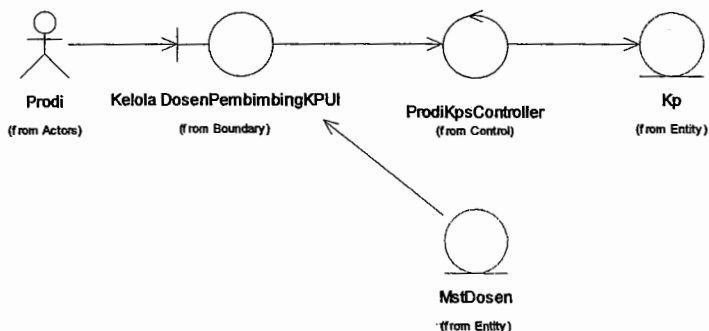 Prodi
(from Actors)
Kelola DosenPembimbingKPUI
(from Boundary)
ProdiKpsController
(from Control)
Kp
(from Entity)
MstDosen
(from Entity)